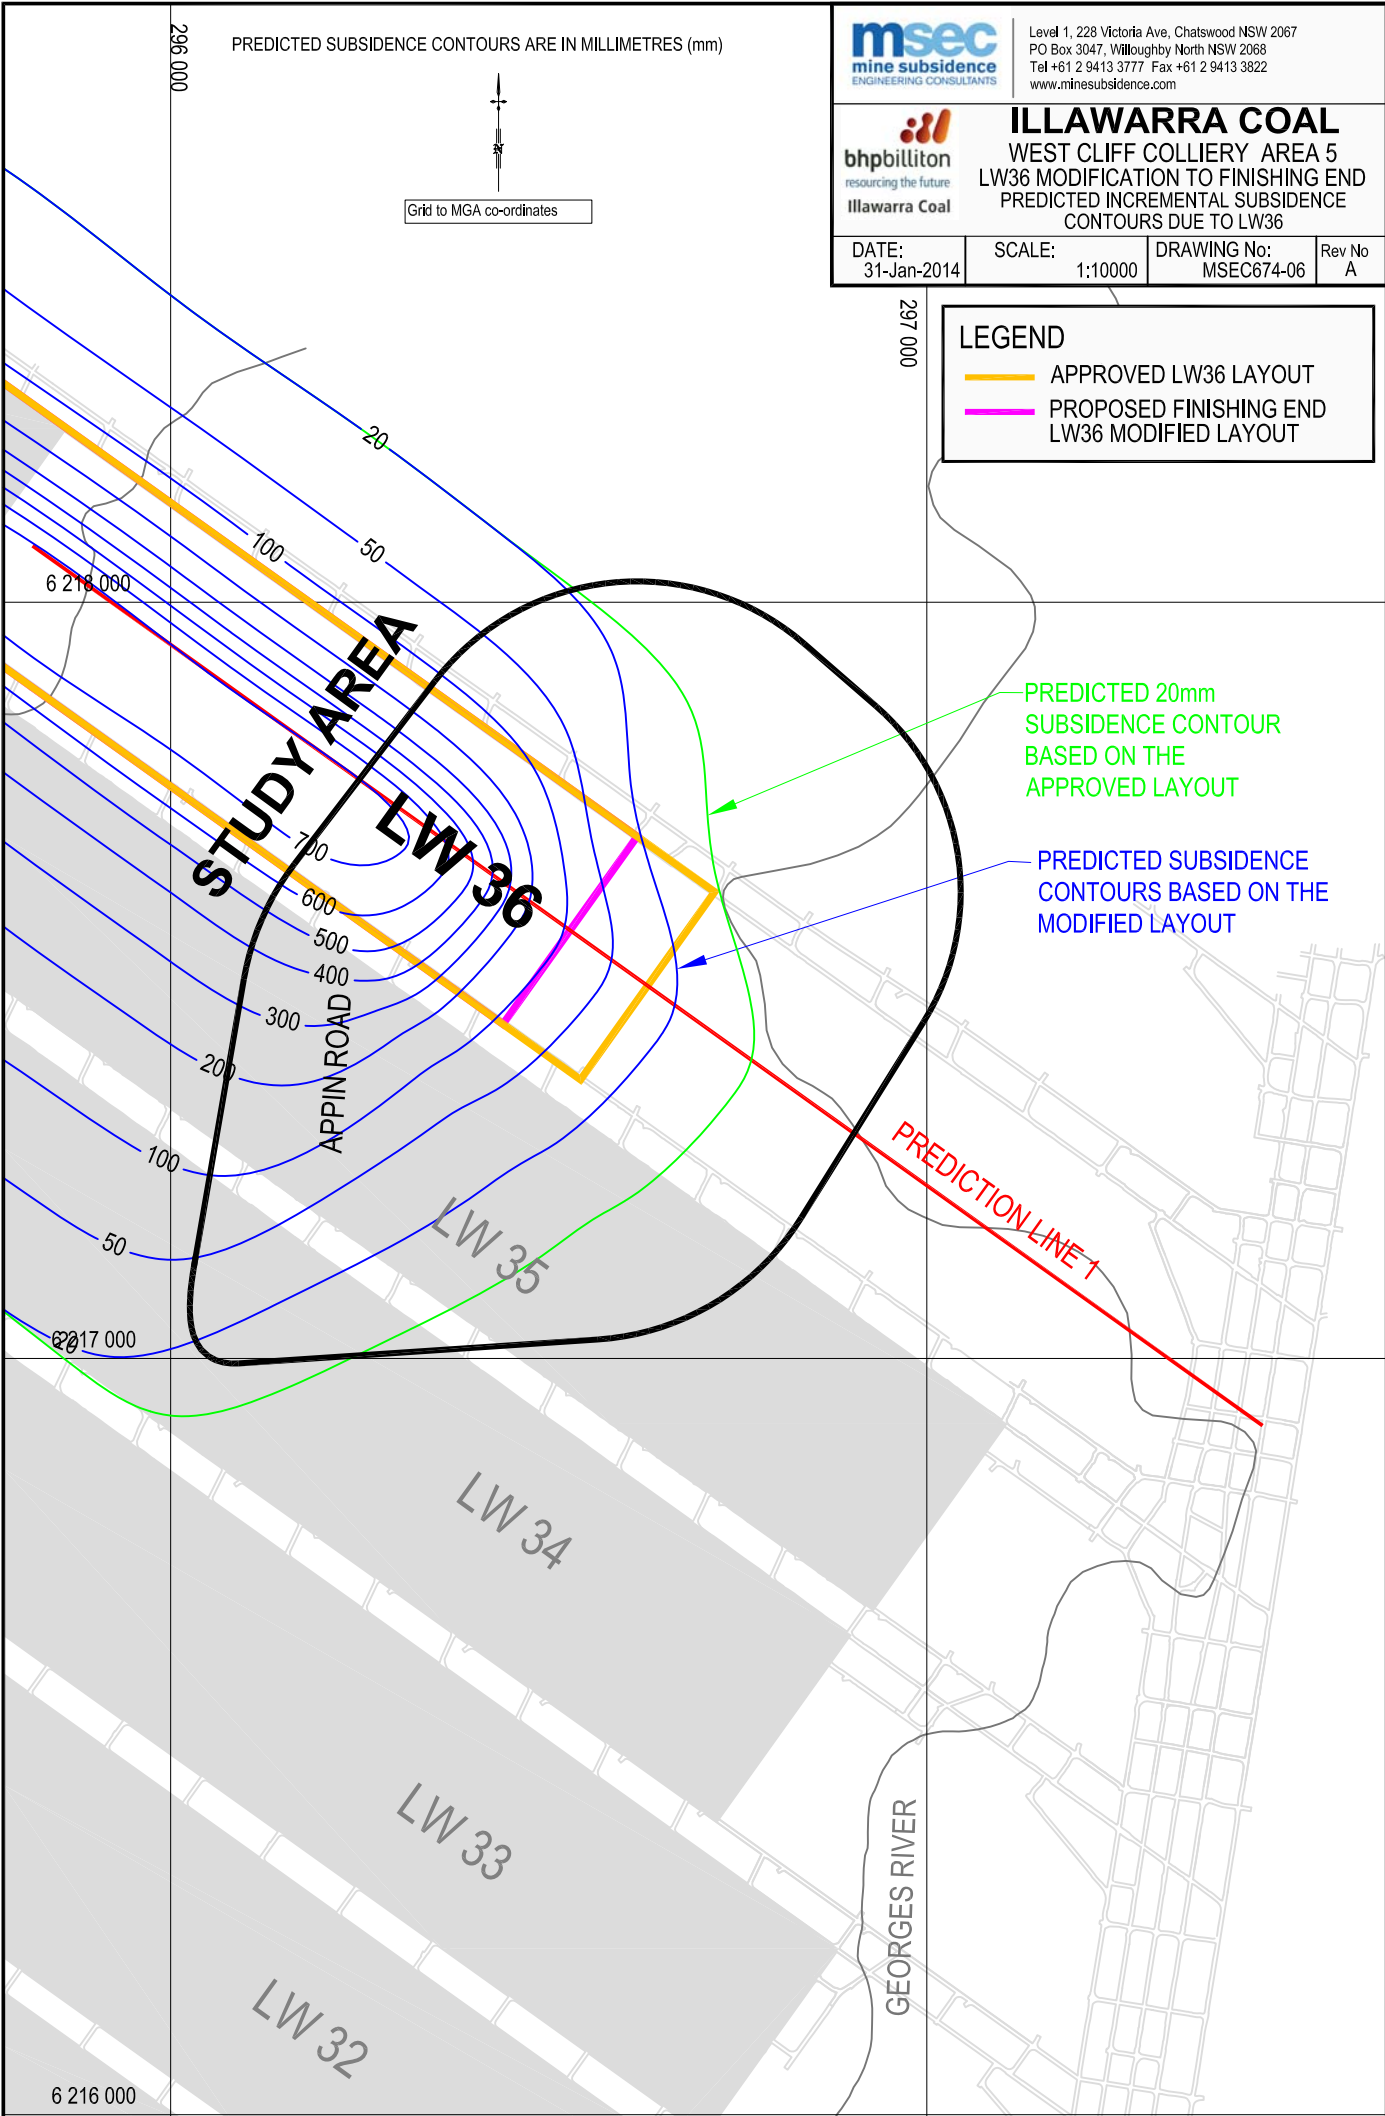 296 000
PREDICTED SUBSIDENCE CONTOURS ARE IN MILLIMETRES (mm)
N
Grid to MGA co-ordinates
msec
mine subsidence
ENGINEERING CONSULTANTS
Level 1, 228 Victoria Ave, Chatswood NSW 2067
PO Box 3047, Willoughby North NSW 2068
Tel +61 2 9413 3777 Fax +61 2 9413 3822
www.minesubsidence.com
bhpbilliton
resourcing the future
Illawarra Coal
ILLAWARRA COAL
WEST CLIFF COLLIERY AREA 5
LW36 MODIFICATION TO FINISHING END
PREDICTED INCREMENTAL SUBSIDENCE
CONTOURS DUE TO LW36
DATE:
31-Jan-2014
SCALE:
1:10000
DRAWING No:
MSEC674-06
Rev No
A
297 000
LEGEND
APPROVED LW36 LAYOUT
PROPOSED FINISHING END
LW36 MODIFIED LAYOUT
20
50
100
6 218 000
STUDY AREA
LW 36
PREDICTED 20mm
SUBSIDENCE CONTOUR
BASED ON THE
APPROVED LAYOUT
PREDICTED SUBSIDENCE
CONTOURS BASED ON THE
MODIFIED LAYOUT
700
600
500
400
300
200
100
50
20
APPIN ROAD
PREDICTION LINE 1
6 217 000
LW 35
LW 34
LW 33
LW 32
GEORGES RIVER
6 216 000